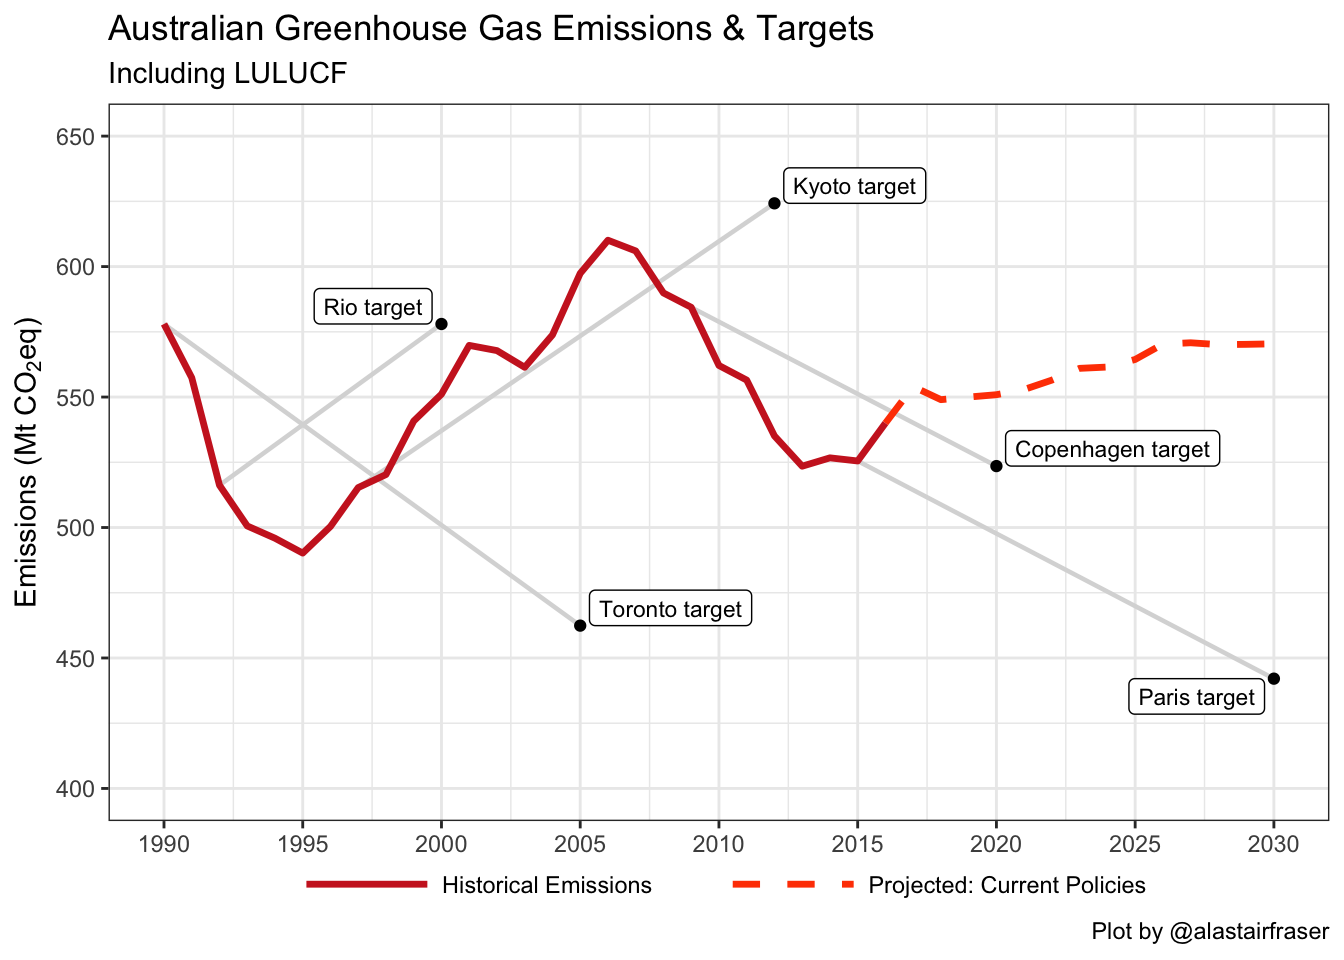 Australian Greenhouse Gas Emissions & Targets
Including LULUCF
Emissions (Mt CO₂eq)
650
600
550
500
450
400
Kyoto target
Rio target
Copenhagen target
Toronto target
Paris target
1990 1995 2000 2005 2010 2015 2020 2025 2030
Historical Emissions Projected: Current Policies
Plot by @alastairfraser